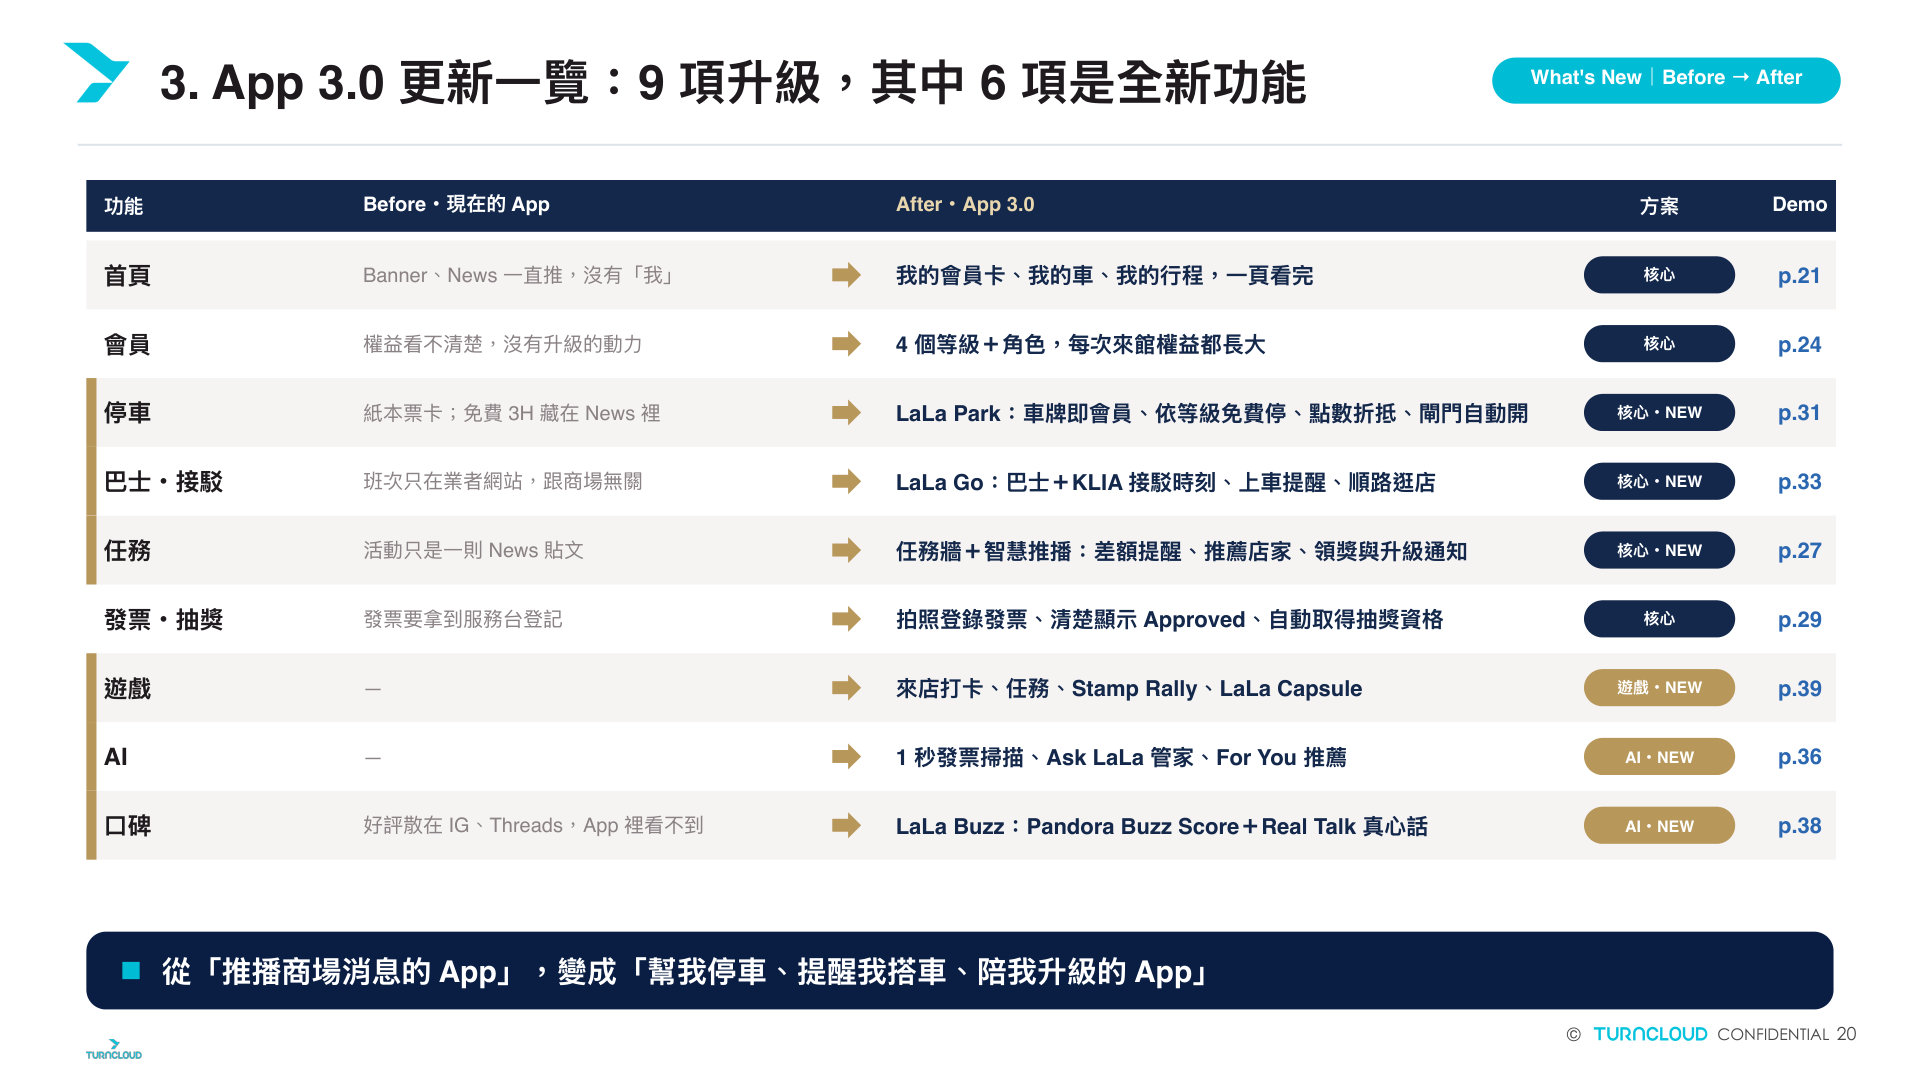 3. App 3.0 更新一覽：9 項升級，其中 6 項是全新功能
What's New｜Before → After
功能 Before・現在的 App After・App 3.0 方案 Demo
首頁 Banner、News 一直推，沒有「我」 我的會員卡、我的車、我的行程，一頁看完 核心 p.21
會員 權益看不清楚，沒有升級的動力 4 個等級＋角色，每次來館權益都長大 核心 p.24
停車 紙本票卡；免費 3H 藏在 News 裡 LaLa Park：車牌即會員、依等級免費停、點數折抵、閘門自動開 核心・NEW p.31
巴士・接駁 班次只在業者網站，跟商場無關 LaLa Go：巴士＋KLIA 接駁時刻、上車提醒、順路逛店 核心・NEW p.33
任務 活動只是一則 News 貼文 任務牆＋智慧推播：差額提醒、推薦店家、領獎與升級通知 核心・NEW p.27
發票・抽獎 發票要拿到服務台登記 拍照登錄發票、清楚顯示 Approved、自動取得抽獎資格 核心 p.29
遊戲 — 來店打卡、任務、Stamp Rally、LaLa Capsule 遊戲・NEW p.39
AI — 1 秒發票掃描、Ask LaLa 管家、For You 推薦 AI・NEW p.36
口碑 好評散在 IG、Threads，App 裡看不到 LaLa Buzz：Pandora Buzz Score＋Real Talk 真心話 AI・NEW p.38
從「推播商場消息的 App」，變成「幫我停車、提醒我搭車、陪我升級的 App」
TURNCLOUD
© TURNCLOUD CONFIDENTIAL 20